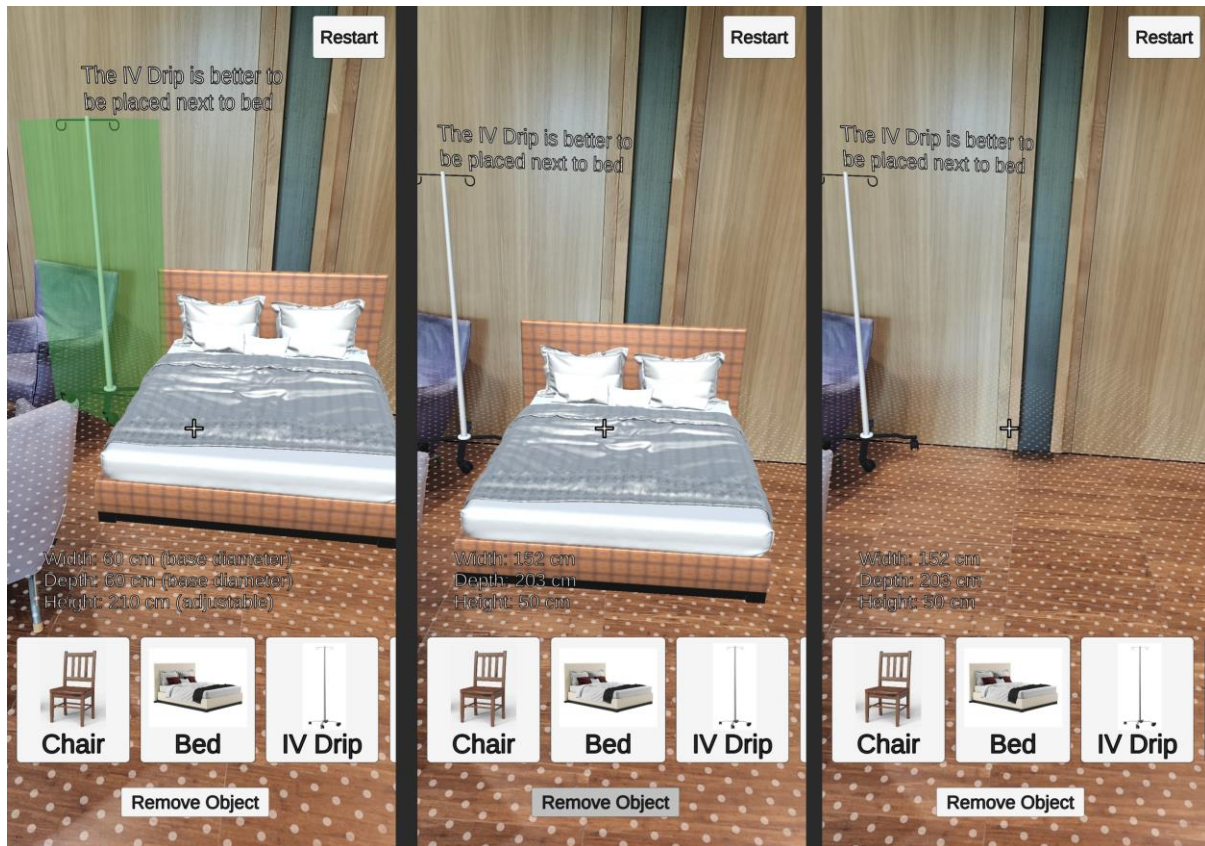 Restart
The IV Drip is better to
be placed next to bed
Width: 60 cm (base diameter)
Depth: 60 cm (base diameter)
Height: 210 cm (adjustable)
Chair
Bed
IV Drip
Remove Object
Restart
The IV Drip is better to
be placed next to bed
Width: 152 cm
Depth: 203 cm
Height: 50 cm
Chair
Bed
IV Drip
Remove Object
Restart
The IV Drip is better to
be placed next to bed
Width: 152 cm
Depth: 203 cm
Height: 50 cm
Chair
Bed
IV Drip
Remove Object